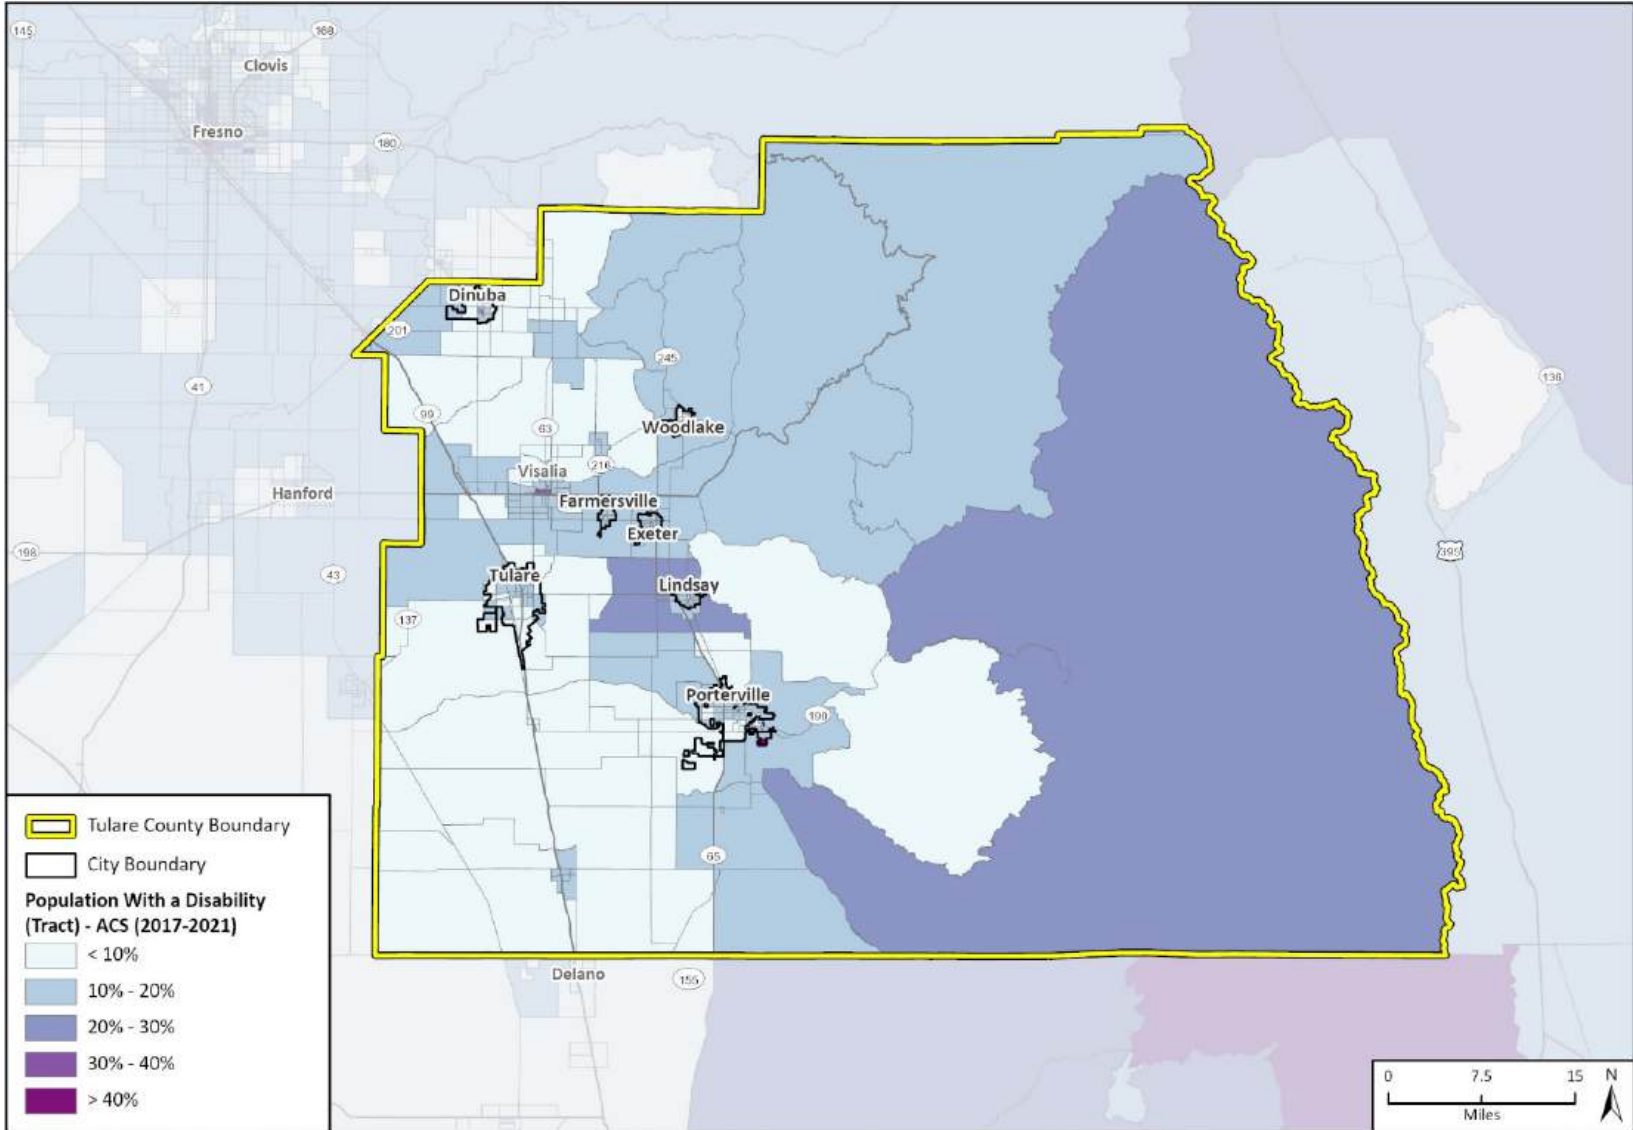 145
168
Clovis
Fresno
180
Dinuba
201
245
41
136
99
63
Woodlake
Visalia
216
Hanford
Farmersville
Exeter
198
395
43
Tulare
Lindsay
137
Porterville
190
65
Delano
155
Tulare County Boundary
City Boundary
Population With a Disability
(Tract) - ACS (2017-2021)
< 10%
10% - 20%
20% - 30%
30% - 40%
> 40%
0 7.5 15
Miles
N